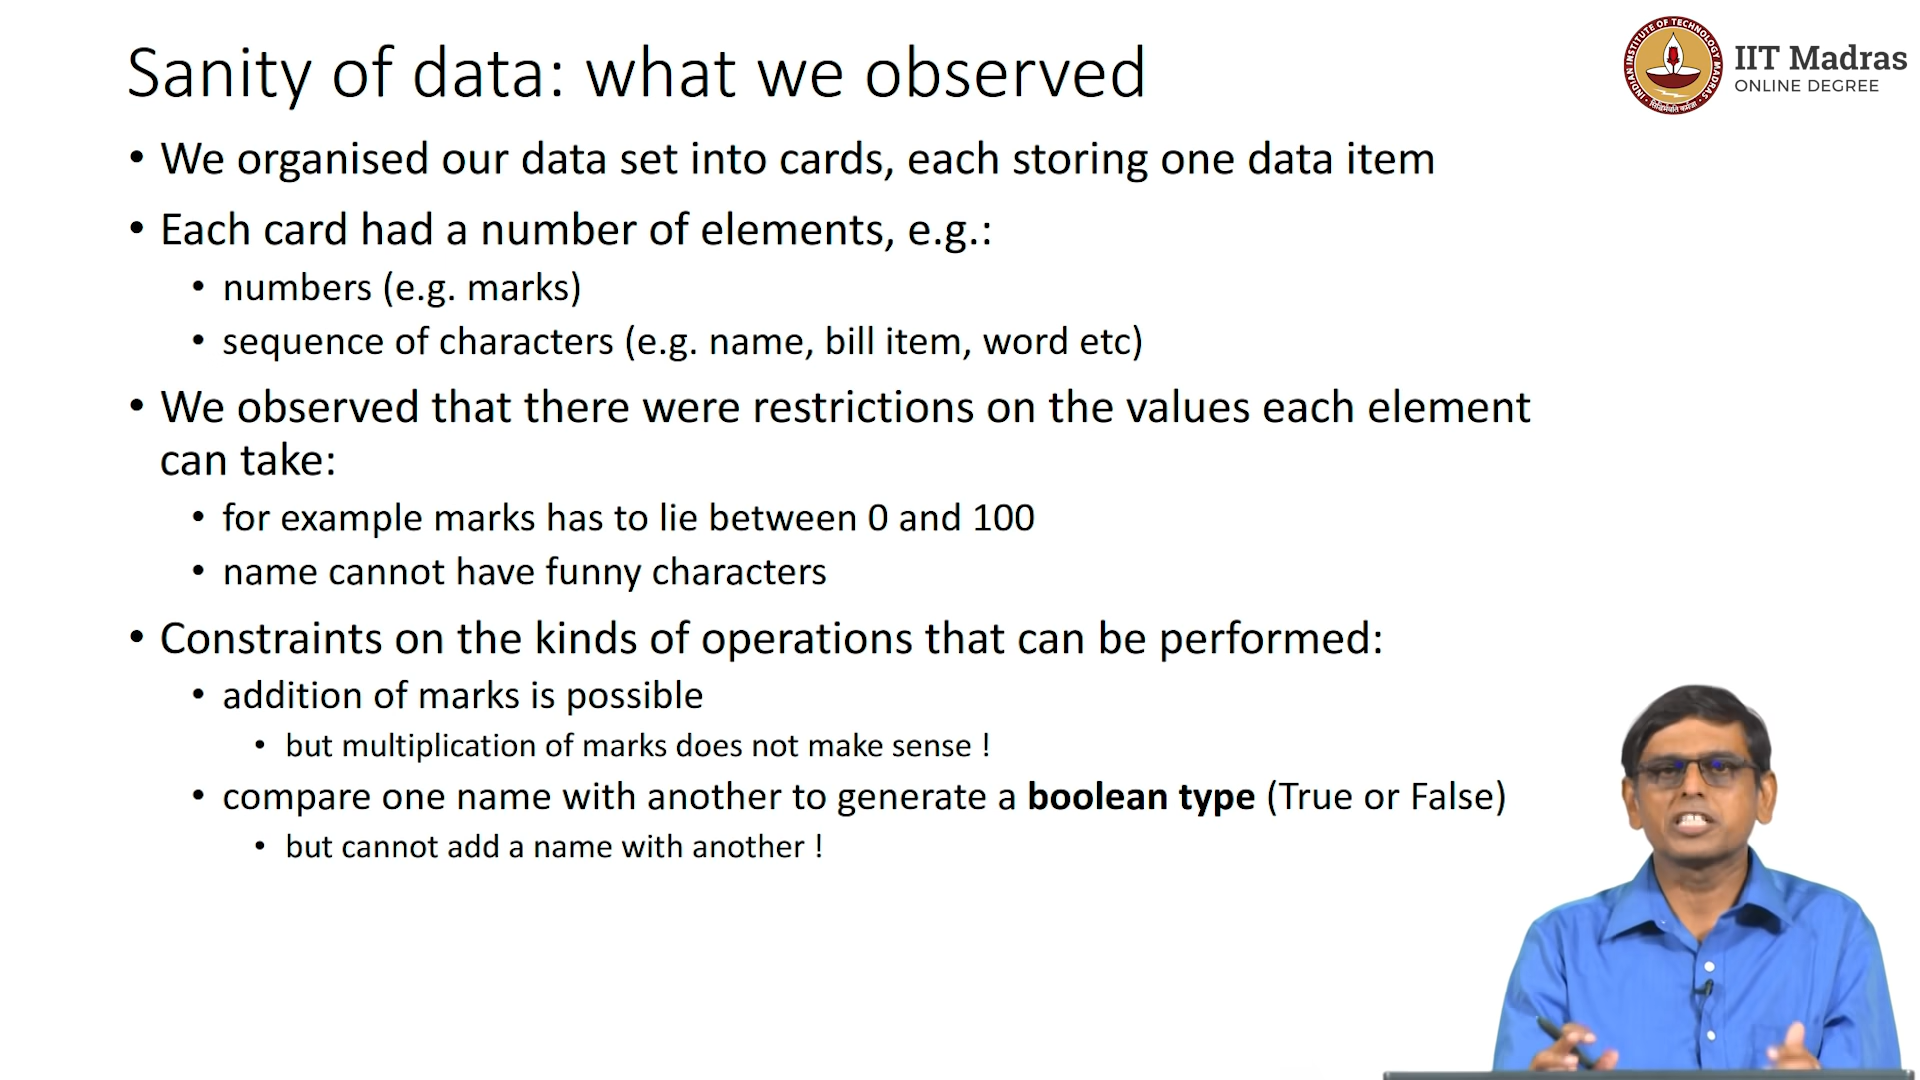 Sanity of data: what we observed
IIT Madras
ONLINE DEGREE
INDIAN INSTITUTE OF TECHNOLOGY MADRAS
• We organised our data set into cards, each storing one data item
• Each card had a number of elements, e.g.:
• numbers (e.g. marks)
• sequence of characters (e.g. name, bill item, word etc)
• We observed that there were restrictions on the values each element
can take:
• for example marks has to lie between 0 and 100
• name cannot have funny characters
• Constraints on the kinds of operations that can be performed:
• addition of marks is possible
• but multiplication of marks does not make sense !
• compare one name with another to generate a boolean type (True or False)
• but cannot add a name with another !